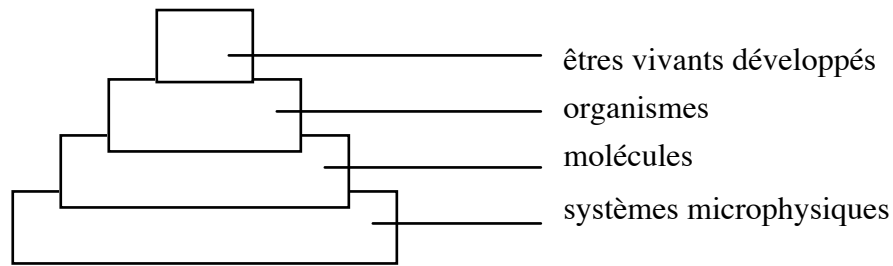 êtres vivants développés
organismes
molécules
systèmes microphysiques